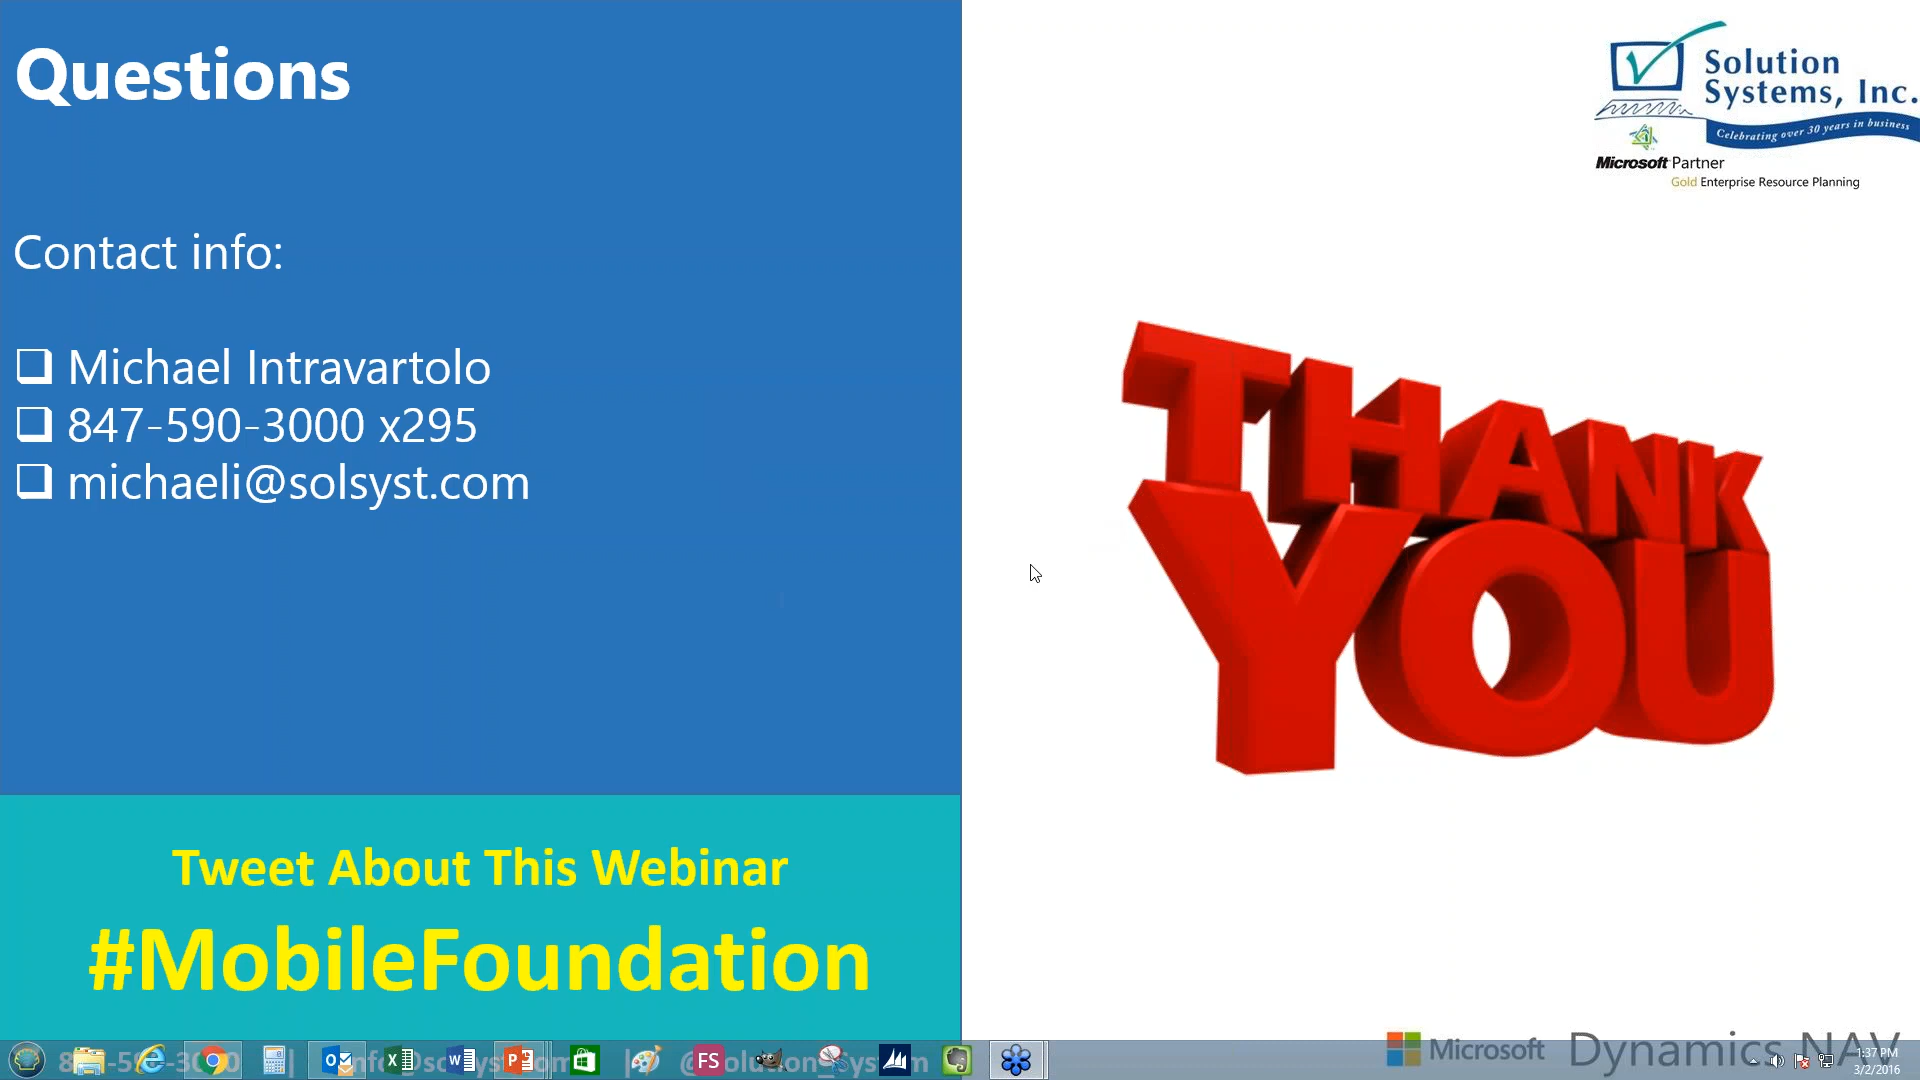 Questions
Contact info:
Michael Intravartolo
847-590-3000 x295
michaeli@solsyst.com
Tweet About This Webinar
#MobileFoundation
Solution
Systems, Inc.
Celebrating over 30 years in business
Microsoft Partner
Gold Enterprise Resource Planning
THANK
YOU
Microsoft Dynamics NAV
FS
1:37 PM
3/2/2016